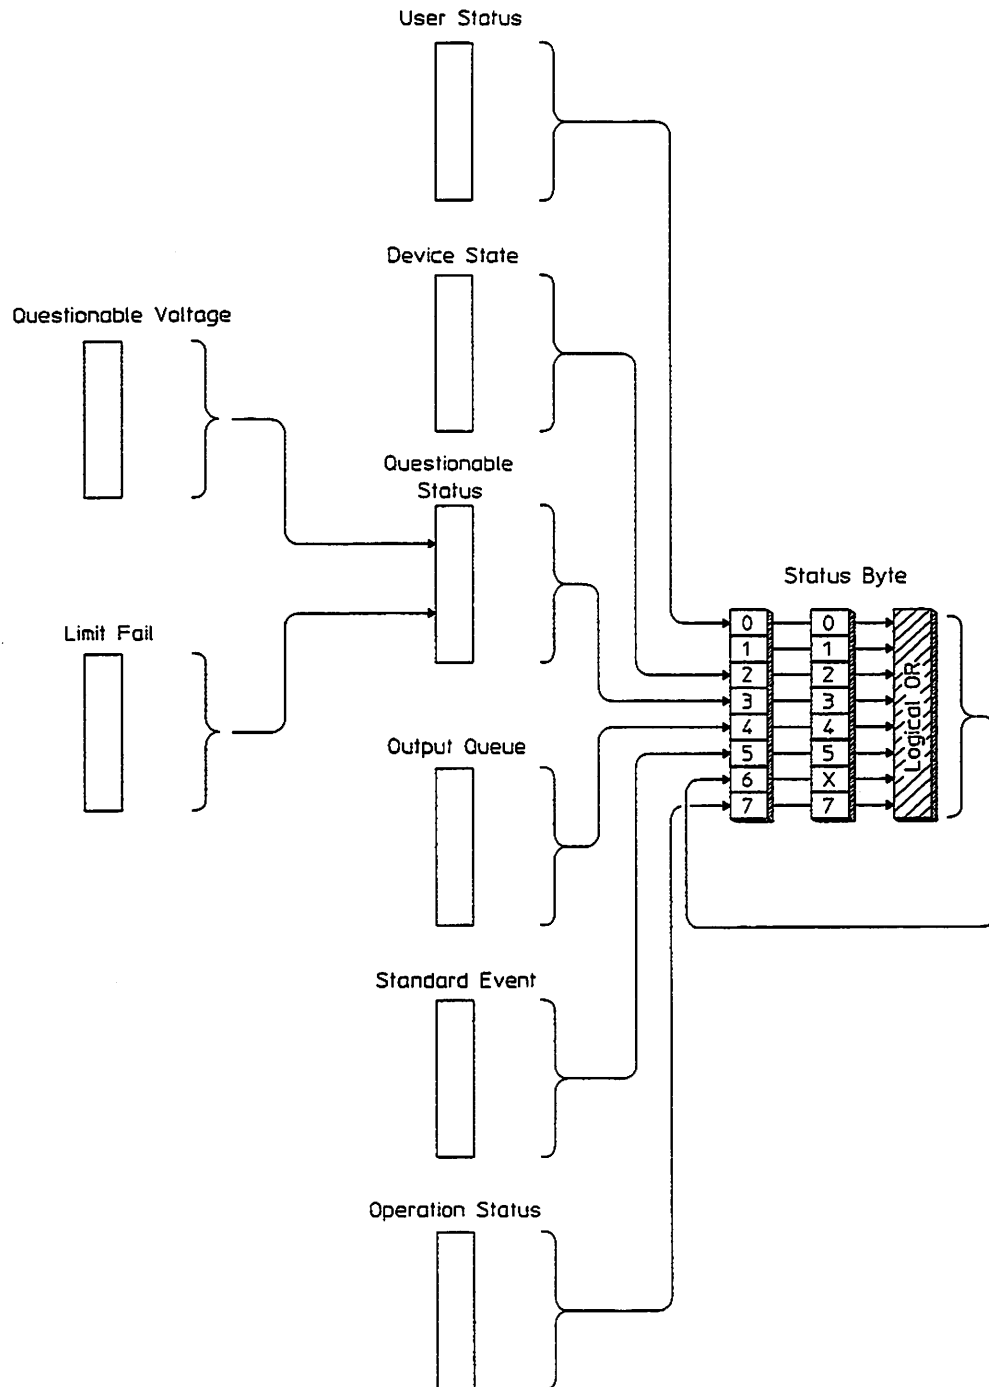 User Status
Device State
Questionable Voltage
Questionable
Status
Status Byte
Limit Fail
0 0
1 1
2 2
3 3
4 4
5 5
6 X
7 7
Logical OR
Output Queue
Standard Event
Operation Status